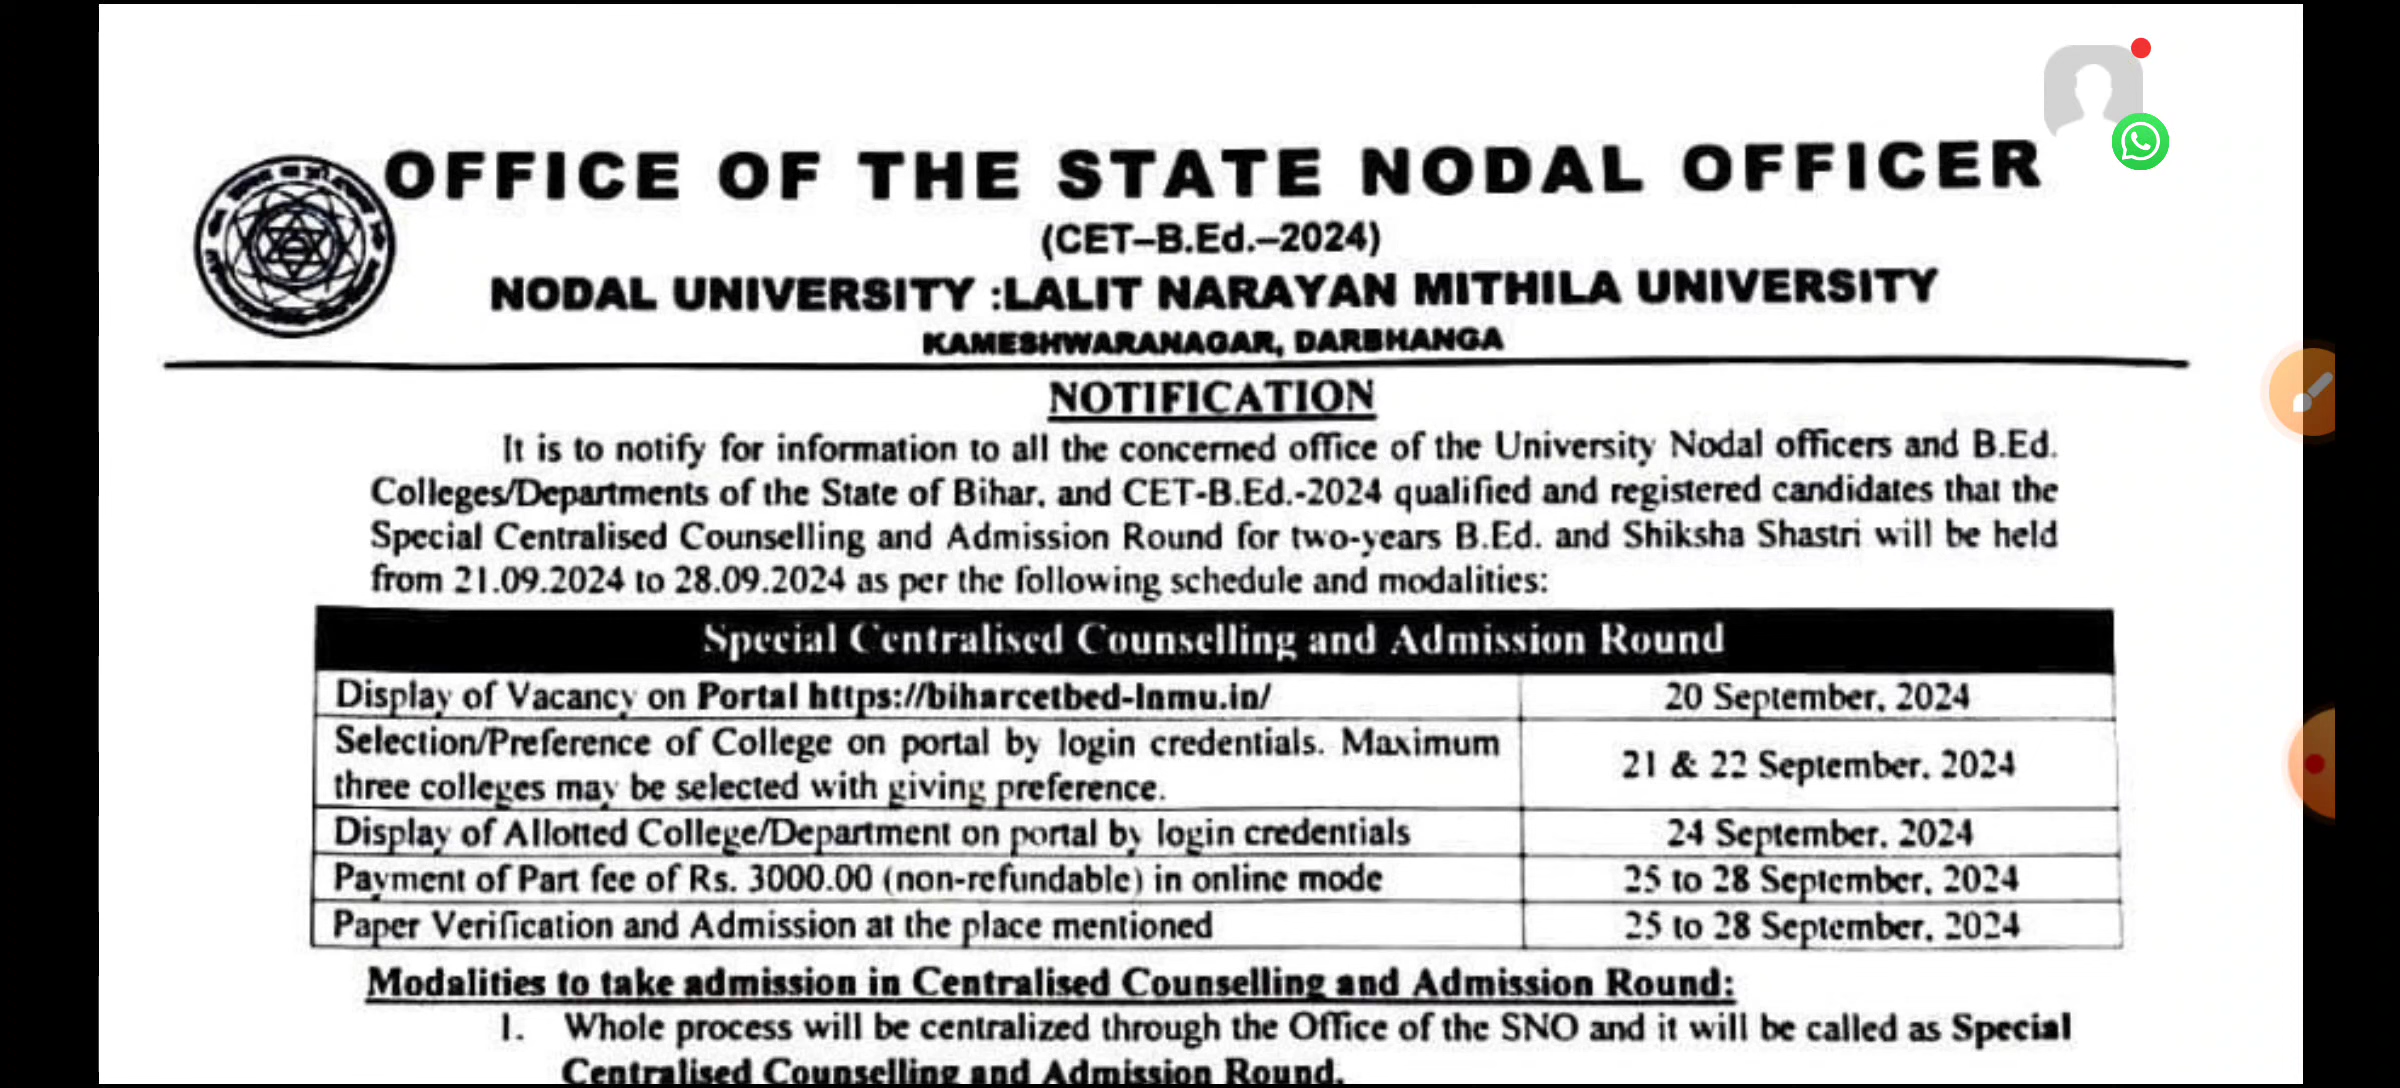 OFFICE OF THE STATE NODAL OFFICER
(CET–B.Ed.–2024)
NODAL UNIVERSITY :LALIT NARAYAN MITHILA UNIVERSITY
KAMESHWARANAGAR, DARBHANGA
NOTIFICATION
It is to notify for information to all the concerned office of the University Nodal officers and B.Ed.
Colleges/Departments of the State of Bihar, and CET-B.Ed.-2024 qualified and registered candidates that the
Special Centralised Counselling and Admission Round for two-years B.Ed. and Shiksha Shastri will be held
from 21.09.2024 to 28.09.2024 as per the following schedule and modalities:
Special Centralised Counselling and Admission Round
Display of Vacancy on Portal https://biharcetbed-lnmu.in/ 20 September, 2024
Selection/Preference of College on portal by login credentials. Maximum
three colleges may be selected with giving preference. 21 & 22 September, 2024
Display of Allotted College/Department on portal by login credentials 24 September, 2024
Payment of Part fee of Rs. 3000.00 (non-refundable) in online mode 25 to 28 September, 2024
Paper Verification and Admission at the place mentioned 25 to 28 September, 2024
Modalities to take admission in Centralised Counselling and Admission Round:
1. Whole process will be centralized through the Office of the SNO and it will be called as Special
Centralised Counselling and Admission Round.